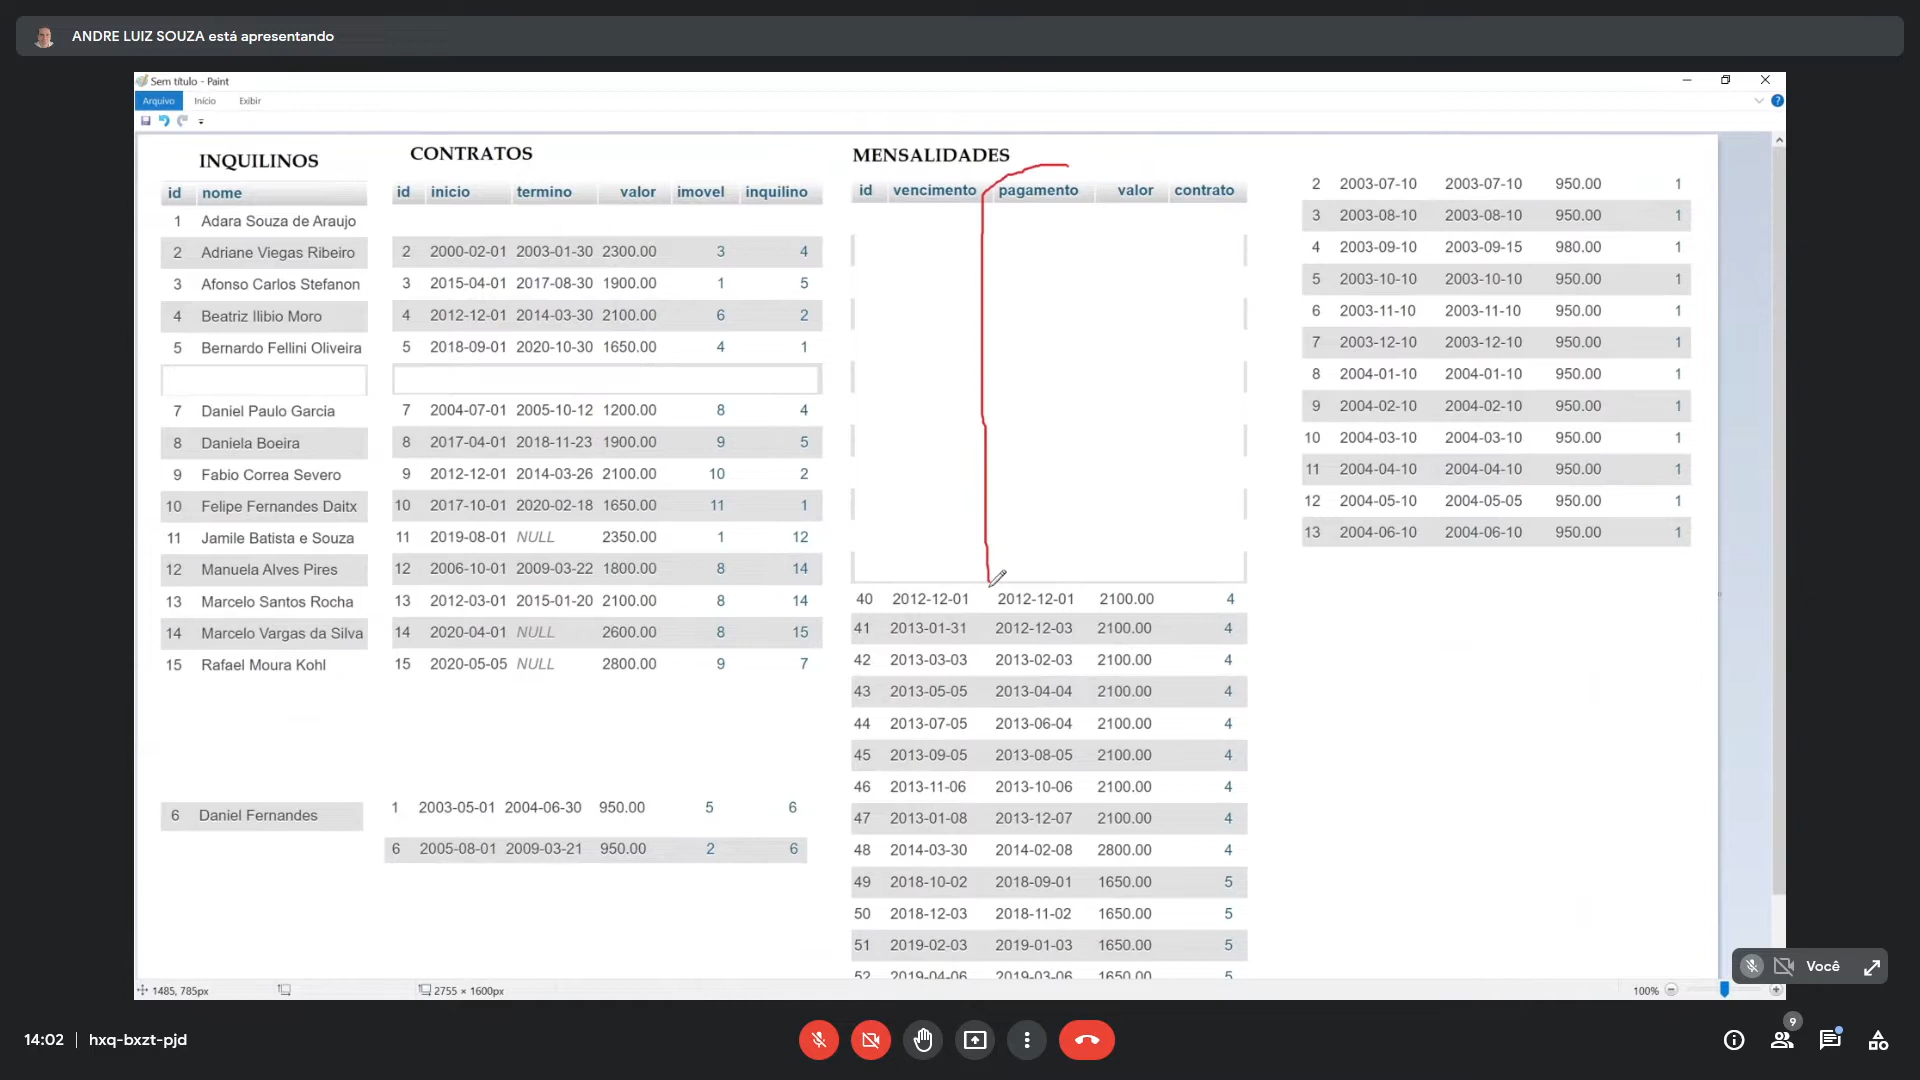 ANDRE LUIZ SOUZA está apresentando
Sem título - Paint
Arquivo Início Exibir
INQUILINOS
id nome
1 Adara Souza de Araujo
2 Adriane Viegas Ribeiro
3 Afonso Carlos Stefanon
4 Beatriz Ilibio Moro
5 Bernardo Fellini Oliveira
7 Daniel Paulo Garcia
8 Daniela Boeira
9 Fabio Correa Severo
10 Felipe Fernandes Daitx
11 Jamile Batista e Souza
12 Manuela Alves Pires
13 Marcelo Santos Rocha
14 Marcelo Vargas da Silva
15 Rafael Moura Kohl
6 Daniel Fernandes
CONTRATOS
id inicio termino valor imovel inquilino
2 2000-02-01 2003-01-30 2300.00 3 4
3 2015-04-01 2017-08-30 1900.00 1 5
4 2012-12-01 2014-03-30 2100.00 6 2
5 2018-09-01 2020-10-30 1650.00 4 1
7 2004-07-01 2005-10-12 1200.00 8 4
8 2017-04-01 2018-11-23 1900.00 9 5
9 2012-12-01 2014-03-26 2100.00 10 2
10 2017-10-01 2020-02-18 1650.00 11 1
11 2019-08-01 NULL 2350.00 1 12
12 2006-10-01 2009-03-22 1800.00 8 14
13 2012-03-01 2015-01-20 2100.00 8 14
14 2020-04-01 NULL 2600.00 8 15
15 2020-05-05 NULL 2800.00 9 7
1 2003-05-01 2004-06-30 950.00 5 6
6 2005-08-01 2009-03-21 950.00 2 6
MENSALIDADES
id vencimento pagamento valor contrato
40 2012-12-01 2012-12-01 2100.00 4
41 2013-01-31 2012-12-03 2100.00 4
42 2013-03-03 2013-02-03 2100.00 4
43 2013-05-05 2013-04-04 2100.00 4
44 2013-07-05 2013-06-04 2100.00 4
45 2013-09-05 2013-08-05 2100.00 4
46 2013-11-06 2013-10-06 2100.00 4
47 2013-01-08 2013-12-07 2100.00 4
48 2014-03-30 2014-02-08 2800.00 4
49 2018-10-02 2018-09-01 1650.00 5
50 2018-12-03 2018-11-02 1650.00 5
51 2019-02-03 2019-01-03 1650.00 5
52 2019-04-06 2019-03-06 1650.00 5
2 2003-07-10 2003-07-10 950.00 1
3 2003-08-10 2003-08-10 950.00 1
4 2003-09-10 2003-09-15 980.00 1
5 2003-10-10 2003-10-10 950.00 1
6 2003-11-10 2003-11-10 950.00 1
7 2003-12-10 2003-12-10 950.00 1
8 2004-01-10 2004-01-10 950.00 1
9 2004-02-10 2004-02-10 950.00 1
10 2004-03-10 2004-03-10 950.00 1
11 2004-04-10 2004-04-10 950.00 1
12 2004-05-10 2004-05-05 950.00 1
13 2004-06-10 2004-06-10 950.00 1
Você
1485, 785px 2755 × 1600px 100%
14:02 hxq-bxzt-pjd
9